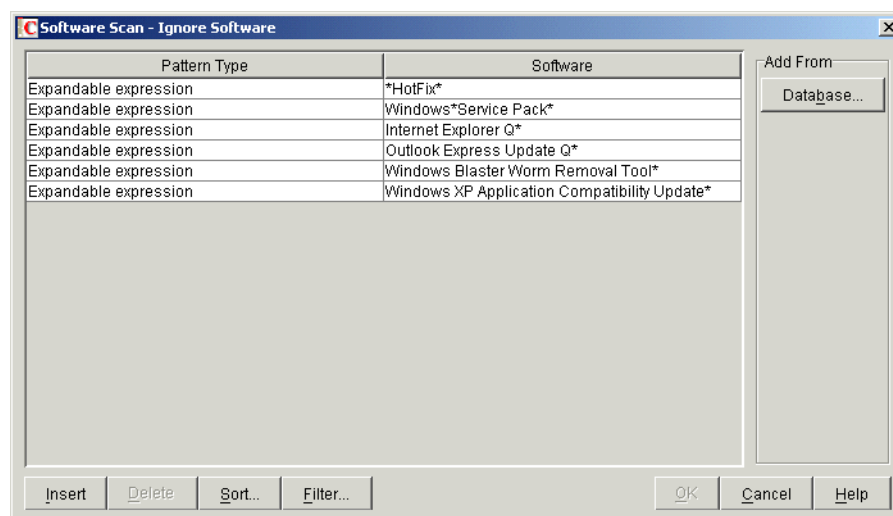 Software Scan - Ignore Software
Pattern Type Software
Expandable expression *HotFix*
Expandable expression Windows*Service Pack*
Expandable expression Internet Explorer Q*
Expandable expression Outlook Express Update Q*
Expandable expression Windows Blaster Worm Removal Tool*
Expandable expression Windows XP Application Compatibility Update*
Add From
Database...
Insert Delete Sort... Filter... OK Cancel Help